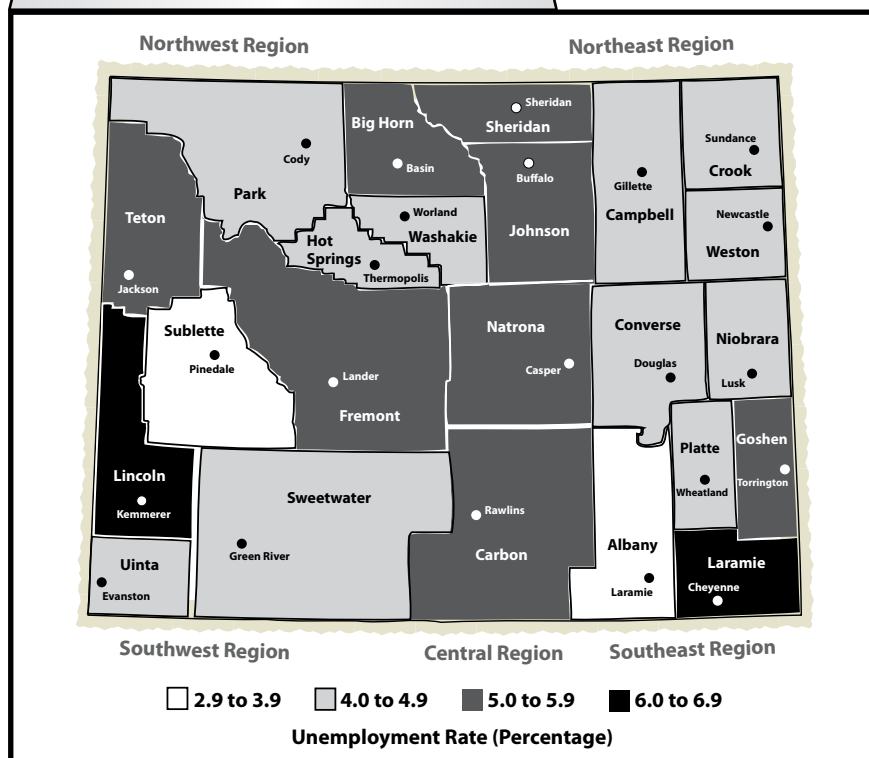 Northwest Region
Northeast Region
Big Horn
Sheridan
Sheridan
Cody
Basin
Buffalo
Sundance
Crook
Gillette
Park
Teton
Worland
Washakie
Johnson
Campbell
Newcastle
Weston
Hot
Springs
Thermopolis
Jackson
Sublette
Pinedale
Natrona
Casper
Converse
Douglas
Niobrara
Lusk
Lander
Fremont
Lincoln
Kemmerer
Sweetwater
Rawlins
Carbon
Platte
Wheatland
Goshen
Torrington
Uinta
Evanston
Green River
Albany
Laramie
Laramie
Cheyenne
Southwest Region
Central Region
Southeast Region
2.9 to 3.9
4.0 to 4.9
5.0 to 5.9
6.0 to 6.9
Unemployment Rate (Percentage)